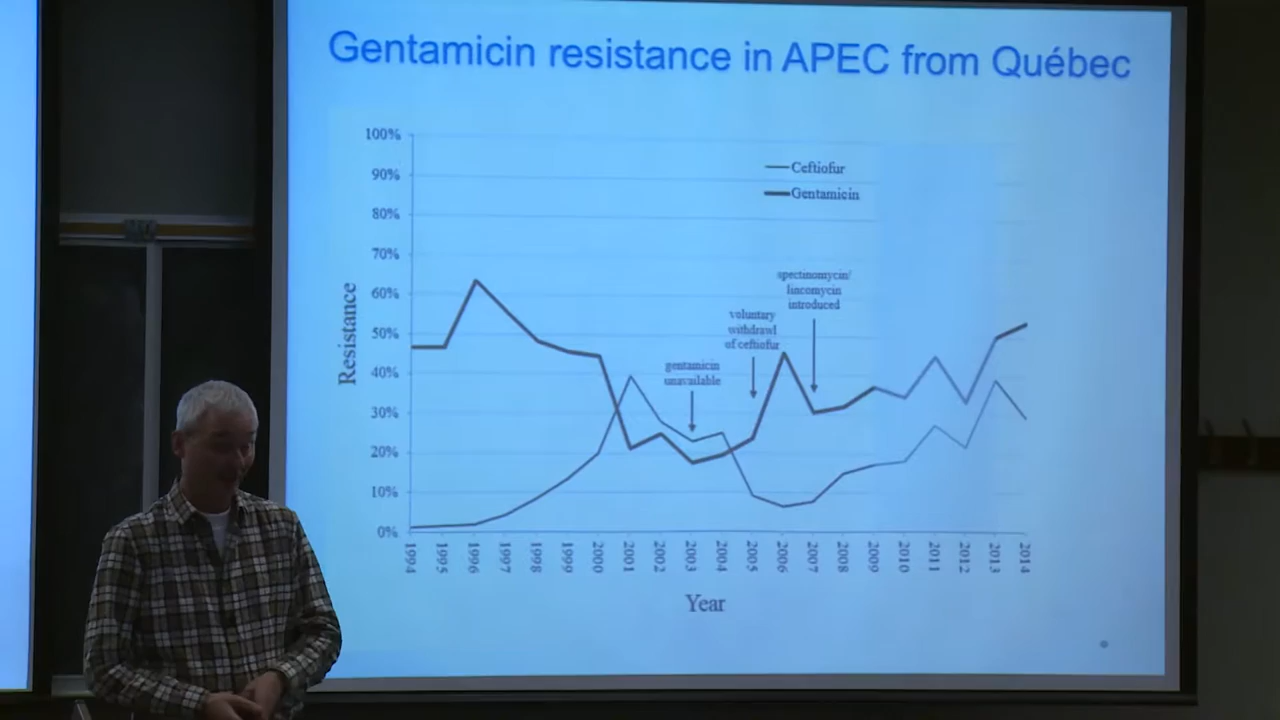 Gentamicin resistance in APEC from Québec
100%
90%
80%
70%
60%
50%
40%
30%
20%
10%
0%
Resistance
Ceftiofur
Gentamicin
spectinomycin/
lincomycin
introduced
voluntary
withdrawl
of ceftiofur
gentamicin
unavailable
1994
1995
1996
1997
1998
1999
2000
2001
2002
2003
2004
2005
2006
2007
2008
2009
2010
2011
2012
2013
2014
Year